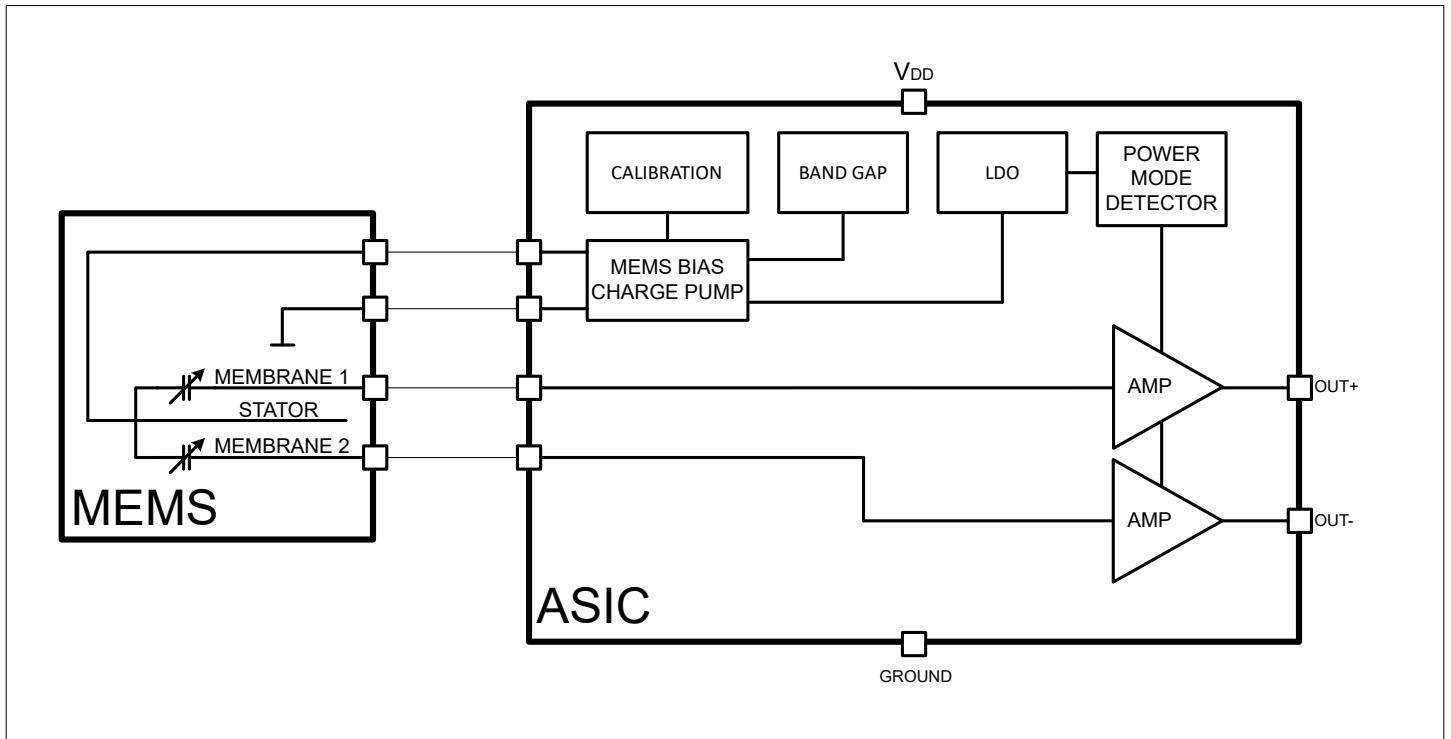 VDD
CALIBRATION
BAND GAP
LDO
POWER
MODE
DETECTOR
MEMS BIAS
CHARGE PUMP
MEMBRANE 1
STATOR
MEMBRANE 2
MEMS
AMP
OUT+
AMP
OUT-
ASIC
GROUND